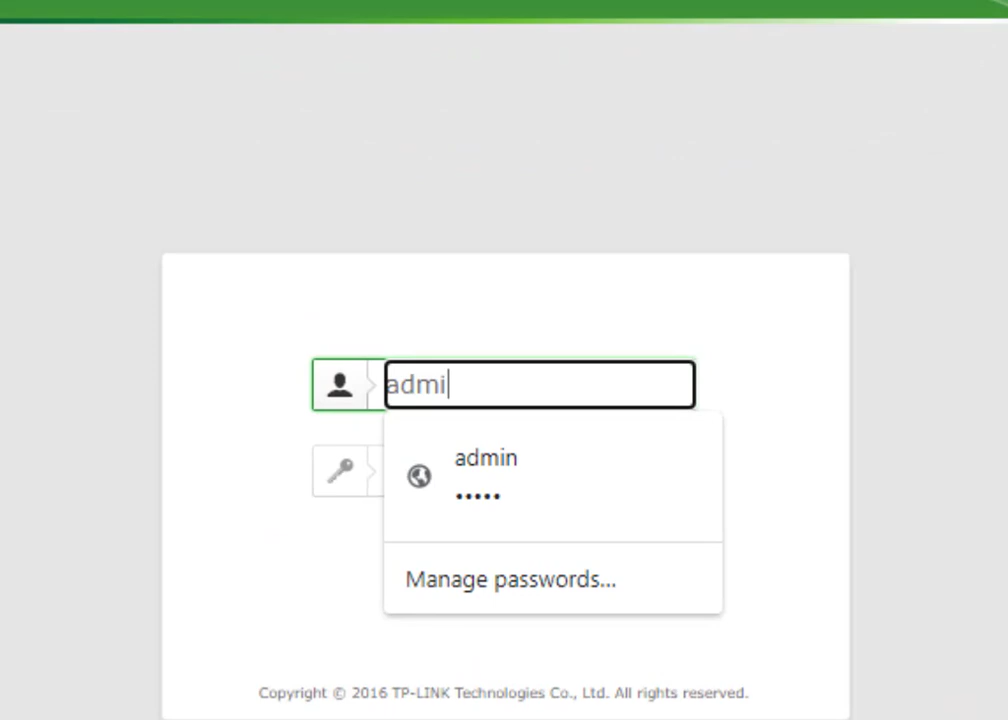 admi
admin
•••••
Manage passwords...
Copyright © 2016 TP-LINK Technologies Co., Ltd. All rights reserved.